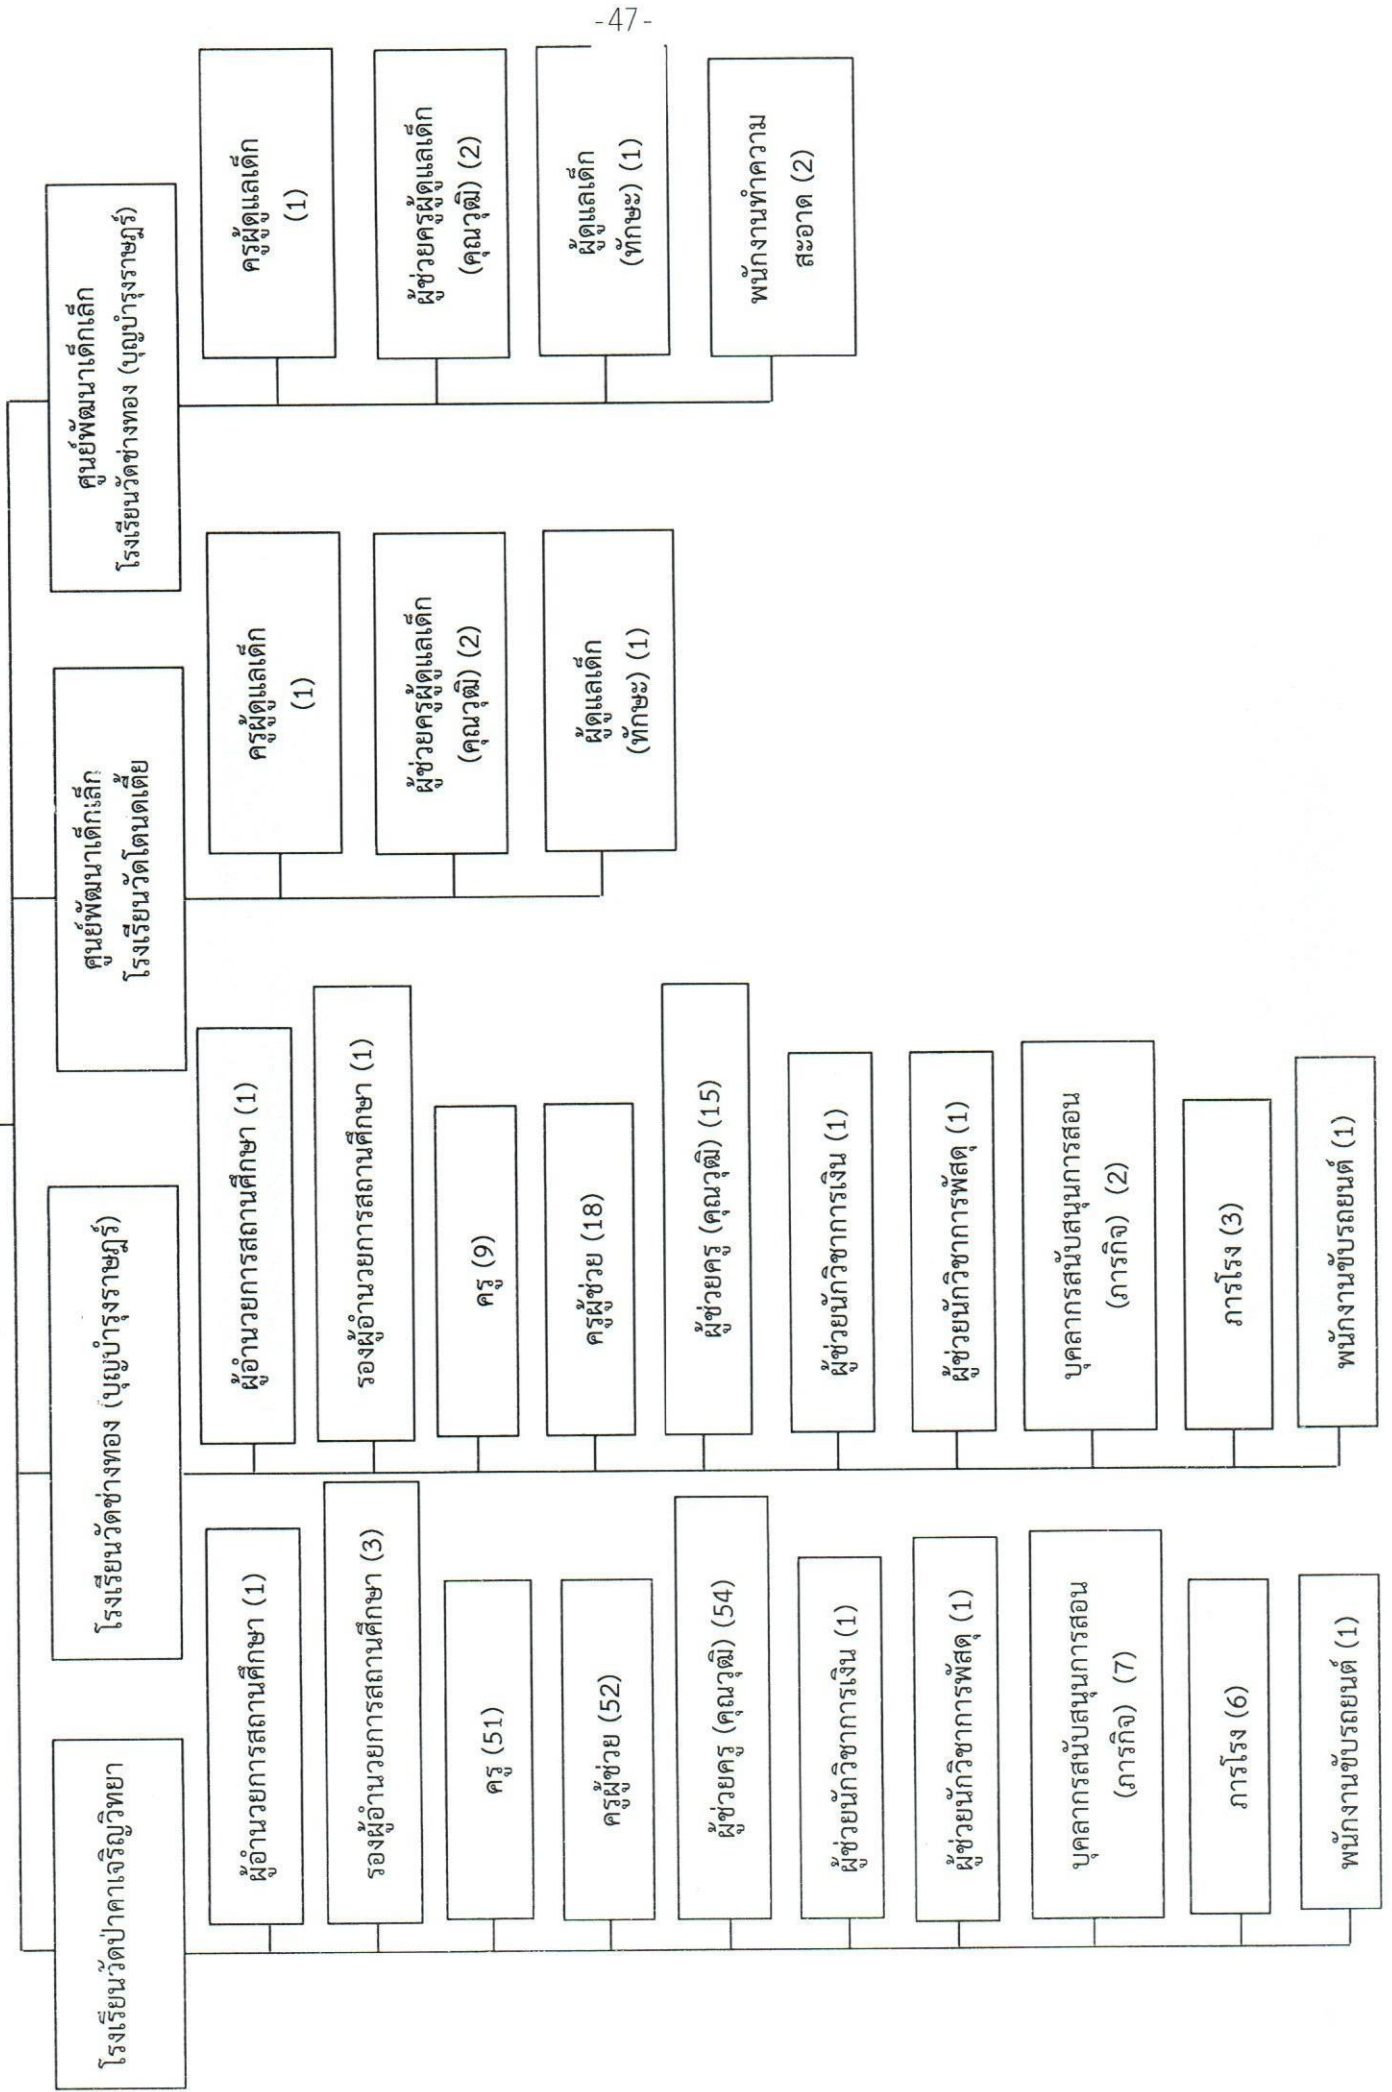 -47-
โรงเรียนวัดป่าคาเจริญวิทยา
ผู้อำนวยการสถานศึกษา (1)
รองผู้อำนวยการสถานศึกษา (3)
ครู (51)
ครูผู้ช่วย (52)
ผู้ช่วยครู (คุณวุฒิ) (54)
ผู้ช่วยนักวิชาการเงิน (1)
ผู้ช่วยนักวิชาการพัสดุ (1)
บุคลากรสนับสนุนการสอน
(ภารกิจ) (7)
ภารโรง (6)
พนักงานขับรถยนต์ (1)
โรงเรียนวัดช่างทอง (บุญบำรุงราษฎร์)
ผู้อำนวยการสถานศึกษา (1)
รองผู้อำนวยการสถานศึกษา (1)
ครู (9)
ครูผู้ช่วย (18)
ผู้ช่วยครู (คุณวุฒิ) (15)
ผู้ช่วยนักวิชาการเงิน (1)
ผู้ช่วยนักวิชาการพัสดุ (1)
บุคลากรสนับสนุนการสอน
(ภารกิจ) (2)
ภารโรง (3)
พนักงานขับรถยนต์ (1)
ศูนย์พัฒนาเด็กเล็ก
โรงเรียนวัดโตนดเตี้ย
ครูผู้ดูแลเด็ก
(1)
ผู้ช่วยครูผู้ดูแลเด็ก
(คุณวุฒิ) (2)
ผู้ดูแลเด็ก
(ทักษะ) (1)
ศูนย์พัฒนาเด็กเล็ก
โรงเรียนวัดช่างทอง (บุญบำรุงราษฎร์)
ครูผู้ดูแลเด็ก
(1)
ผู้ช่วยครูผู้ดูแลเด็ก
(คุณวุฒิ) (2)
ผู้ดูแลเด็ก
(ทักษะ) (1)
พนักงานทำความ
สะอาด (2)